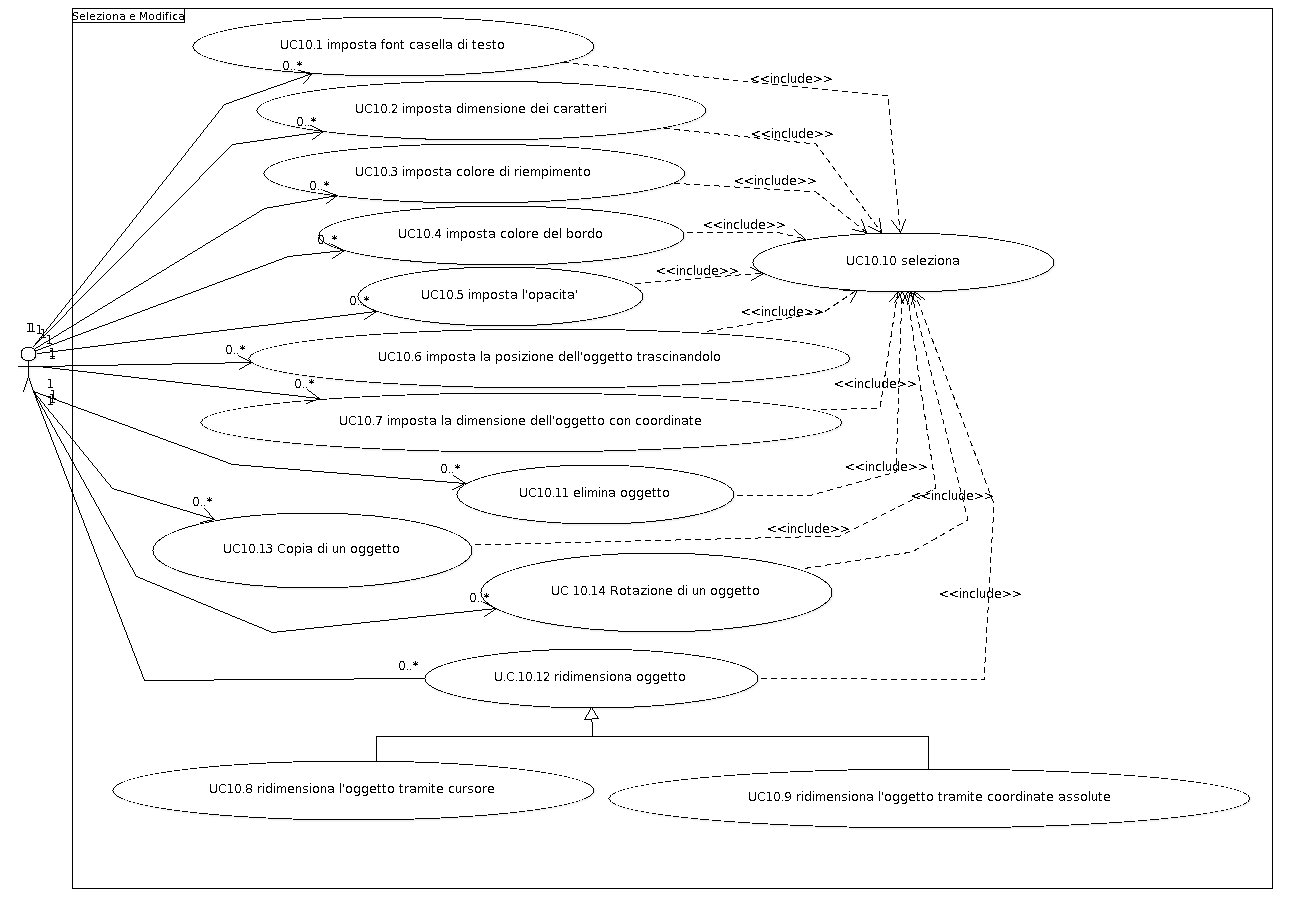 Seleziona e Modifica
UC10.1 imposta font casella di testo
0..*
<<include>>
UC10.2 imposta dimensione dei caratteri
0..*
<<include>>
UC10.3 imposta colore di riempimento
0..*
<<include>>
UC10.4 imposta colore del bordo
0..*
<<include>>
UC10.10 seleziona
UC10.5 imposta l'opacita'
0..*
<<include>>
UC10.6 imposta la posizione dell'oggetto trascinandolo
0..*
<<include>>
1
1
1
1
1
1
UC10.7 imposta la dimensione dell'oggetto con coordinate
0..*
<<include>>
1
1
1
UC10.11 elimina oggetto
0..*
<<include>>
UC10.13 Copia di un oggetto
0..*
<<include>>
<<include>>
UC 10.14 Rotazione di un oggetto
0..*
<<include>>
U.C.10.12 ridimensiona oggetto
0..*
UC10.8 ridimensiona l'oggetto tramite cursore
UC10.9 ridimensiona l'oggetto tramite coordinate assolute